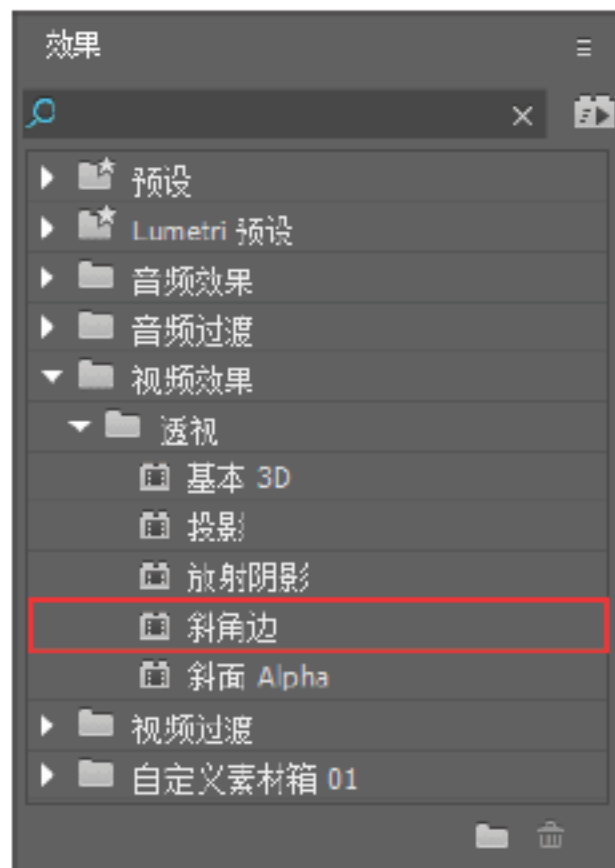 效果
预设
Lumetri 预设
音频效果
音频过渡
视频效果
透视
基本 3D
投影
放射阴影
斜角边
斜面 Alpha
视频过渡
自定义素材箱 01